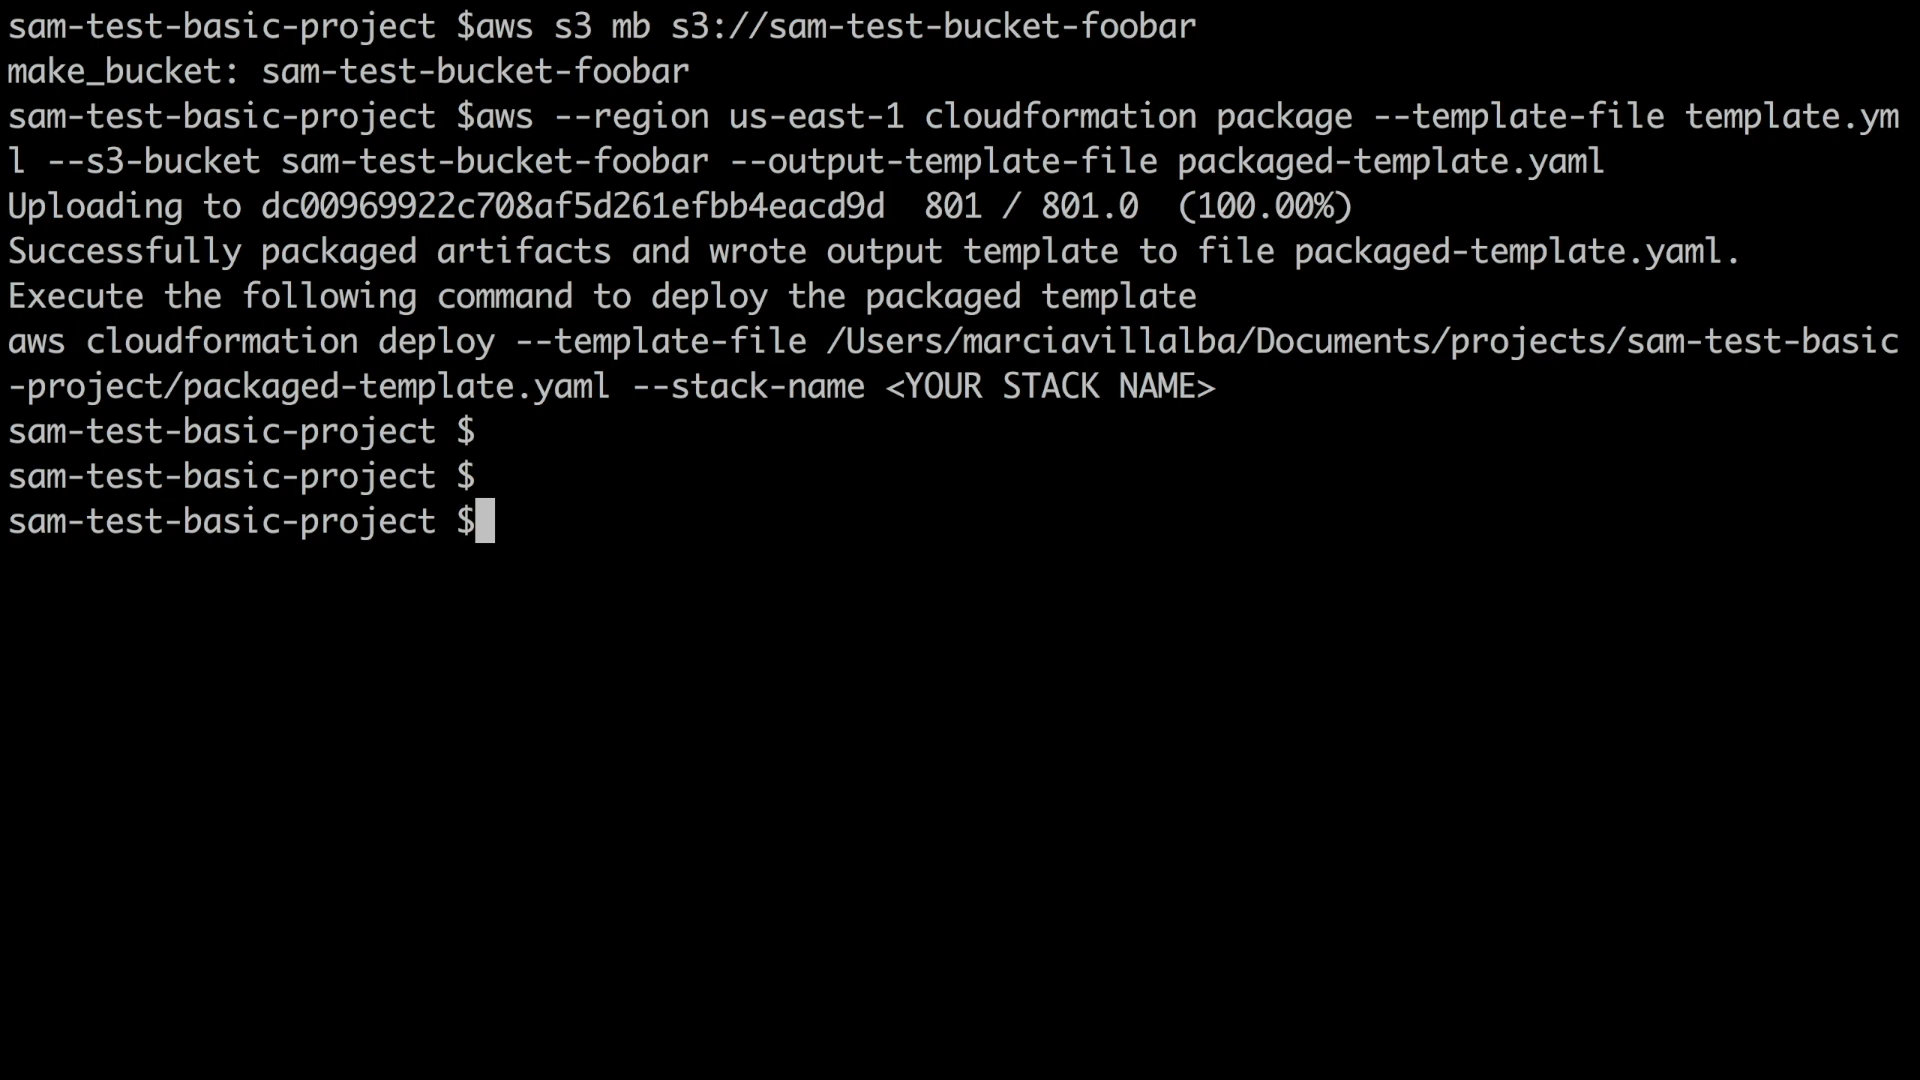 sam-test-basic-project $aws s3 mb s3://sam-test-bucket-foobar
make_bucket: sam-test-bucket-foobar
sam-test-basic-project $aws --region us-east-1 cloudformation package --template-file template.ym
l --s3-bucket sam-test-bucket-foobar --output-template-file packaged-template.yaml
Uploading to dc00969922c708af5d261efbb4eacd9d  801 / 801.0  (100.00%)
Successfully packaged artifacts and wrote output template to file packaged-template.yaml.
Execute the following command to deploy the packaged template
aws cloudformation deploy --template-file /Users/marciavillalba/Documents/projects/sam-test-basic
-project/packaged-template.yaml --stack-name <YOUR STACK NAME>
sam-test-basic-project $
sam-test-basic-project $
sam-test-basic-project $